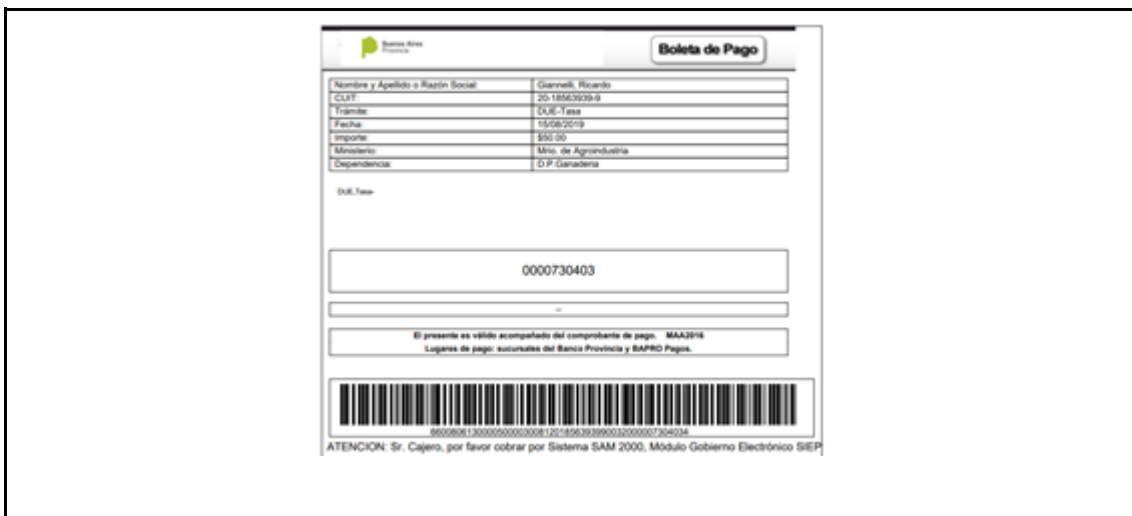 Buenos Aires
Provincia
Boleta de Pago
Nombre y Apellido o Razón Social: Giannelli, Ricardo
CUIT: 20-18563939-9
Trámite: DUE-Tasa
Fecha: 15/08/2019
Importe: $50.00
Ministerio: Mrio. de Agroindustria
Dependencia: D.P.Ganaderia
DUE.Tasa-
0000730403
--
El presente es válido acompañado del comprobante de pago. MAA2016
Lugares de pago: sucursales del Banco Provincia y BAPRO Pagos.
ATENCION: Sr. Cajero, por favor cobrar por Sistema SAM 2000, Módulo Gobierno Electrónico SIEP